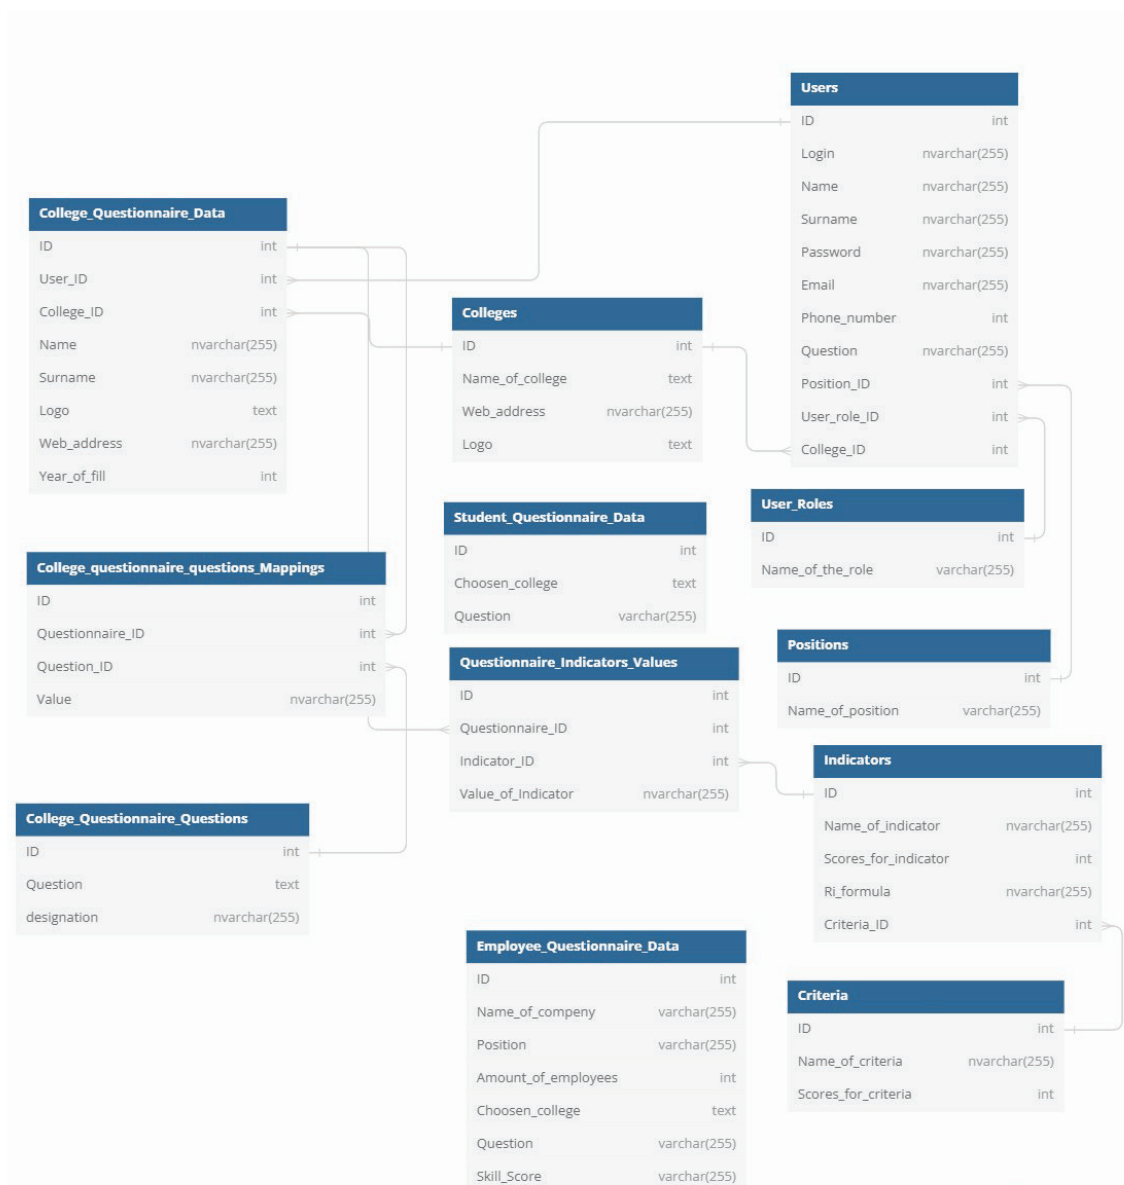 Users
ID int
Login nvarchar(255)
Name nvarchar(255)
Surname nvarchar(255)
Password nvarchar(255)
Email nvarchar(255)
Phone_number int
Question nvarchar(255)
Position_ID int
User_role_ID int
College_ID int
College_Questionnaire_Data
ID int
User_ID int
College_ID int
Name nvarchar(255)
Surname nvarchar(255)
Logo text
Web_address nvarchar(255)
Year_of_fill int
Colleges
ID int
Name_of_college text
Web_address nvarchar(255)
Logo text
User_Roles
ID int
Name_of_the_role varchar(255)
Student_Questionnaire_Data
ID int
Choosen_college text
Question varchar(255)
College_questionnaire_questions_Mappings
ID int
Questionnaire_ID int
Question_ID int
Value nvarchar(255)
Positions
ID int
Name_of_position varchar(255)
Questionnaire_Indicators_Values
ID int
Questionnaire_ID int
Indicator_ID int
Value_of_Indicator nvarchar(255)
Indicators
ID int
Name_of_indicator nvarchar(255)
Scores_for_indicator int
Ri_formula nvarchar(255)
Criteria_ID int
College_Questionnaire_Questions
ID int
Question text
designation nvarchar(255)
Employee_Questionnaire_Data
ID int
Name_of_compeny varchar(255)
Position varchar(255)
Amount_of_employees int
Choosen_college text
Question varchar(255)
Skill_Score varchar(255)
Criteria
ID int
Name_of_criteria nvarchar(255)
Scores_for_criteria int